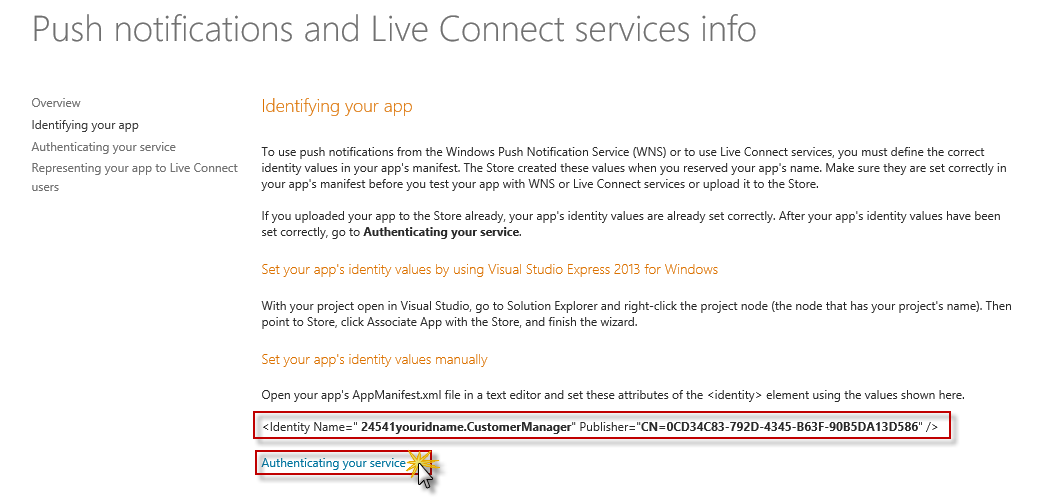 Push notifications and Live Connect services info
Overview
Identifying your app
Authenticating your service
Representing your app to Live Connect
users
Identifying your app
To use push notifications from the Windows Push Notification Service (WNS) or to use Live Connect services, you must define the correct
identity values in your app's manifest. The Store created these values when you reserved your app's name. Make sure they are set correctly in
your app's manifest before you test your app with WNS or Live Connect services or upload it to the Store.
If you uploaded your app to the Store already, your app's identity values are already set correctly. After your app's identity values have been
set correctly, go to Authenticating your service.
Set your app's identity values by using Visual Studio Express 2013 for Windows
With your project open in Visual Studio, go to Solution Explorer and right-click the project node (the node that has your project's name). Then
point to Store, click Associate App with the Store, and finish the wizard.
Set your app's identity values manually
Open your app's AppManifest.xml file in a text editor and set these attributes of the <identity> element using the values shown here.
<Identity Name=" 24541youridname.CustomerManager" Publisher="CN=0CD34C83-792D-4345-B63F-90B5DA13D586" />
Authenticating your service